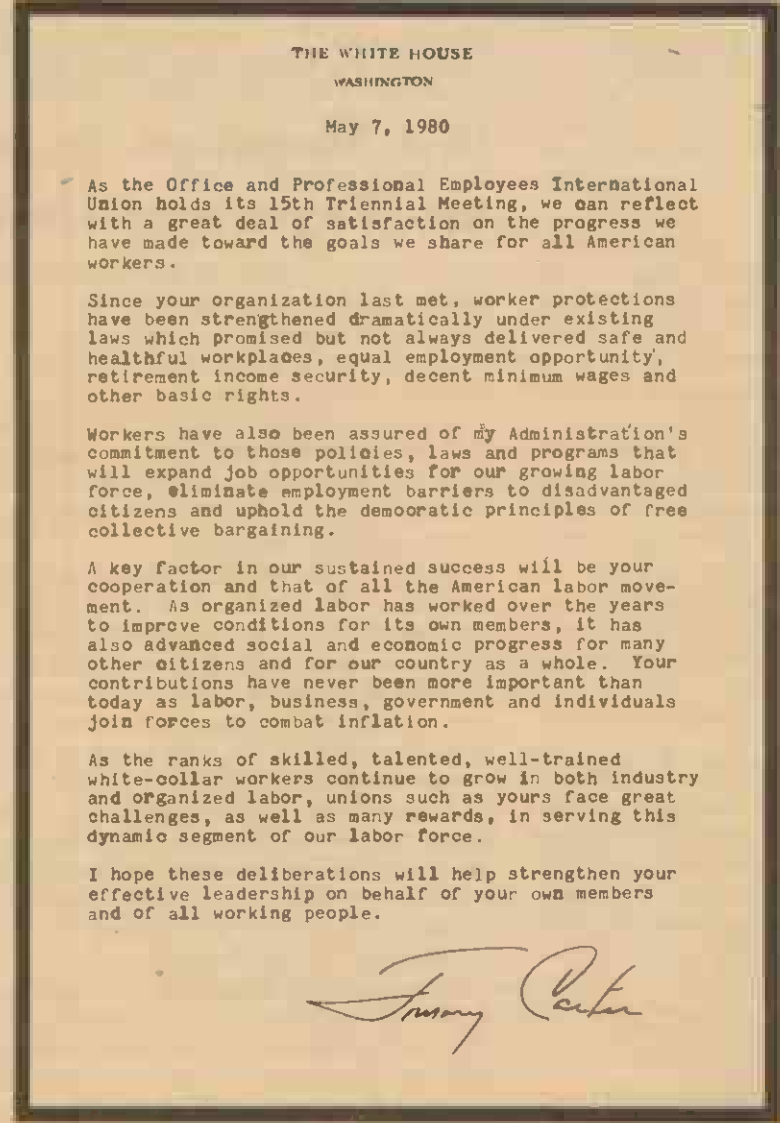 THE WHITE HOUSE
WASHINGTON
May 7, 1980
As the Office and Professional Employees International
Union holds its 15th Triennial Meeting, we can reflect
with a great deal of satisfaction on the progress we
have made toward the goals we share for all American
workers.
Since your organization last met, worker protections
have been strengthened dramatically under existing
laws which promised but not always delivered safe and
healthful workplaces, equal employment opportunity,
retirement income security, decent minimum wages and
other basic rights.
Workers have also been assured of my Administration's
commitment to those policies, laws and programs that
will expand job opportunities for our growing labor
force, eliminate employment barriers to disadvantaged
citizens and uphold the democratic principles of free
collective bargaining.
A key factor in our sustained success will be your
cooperation and that of all the American labor move-
ment. As organized labor has worked over the years
to improve conditions for its own members, it has
also advanced social and economic progress for many
other citizens and for our country as a whole. Your
contributions have never been more important than
today as labor, business, government and individuals
join forces to combat inflation.
As the ranks of skilled, talented, well-trained
white-collar workers continue to grow in both industry
and organized labor, unions such as yours face great
challenges, as well as many rewards, in serving this
dynamic segment of our labor force.
I hope these deliberations will help strengthen your
effective leadership on behalf of your own members
and of all working people.
Jimmy Carter